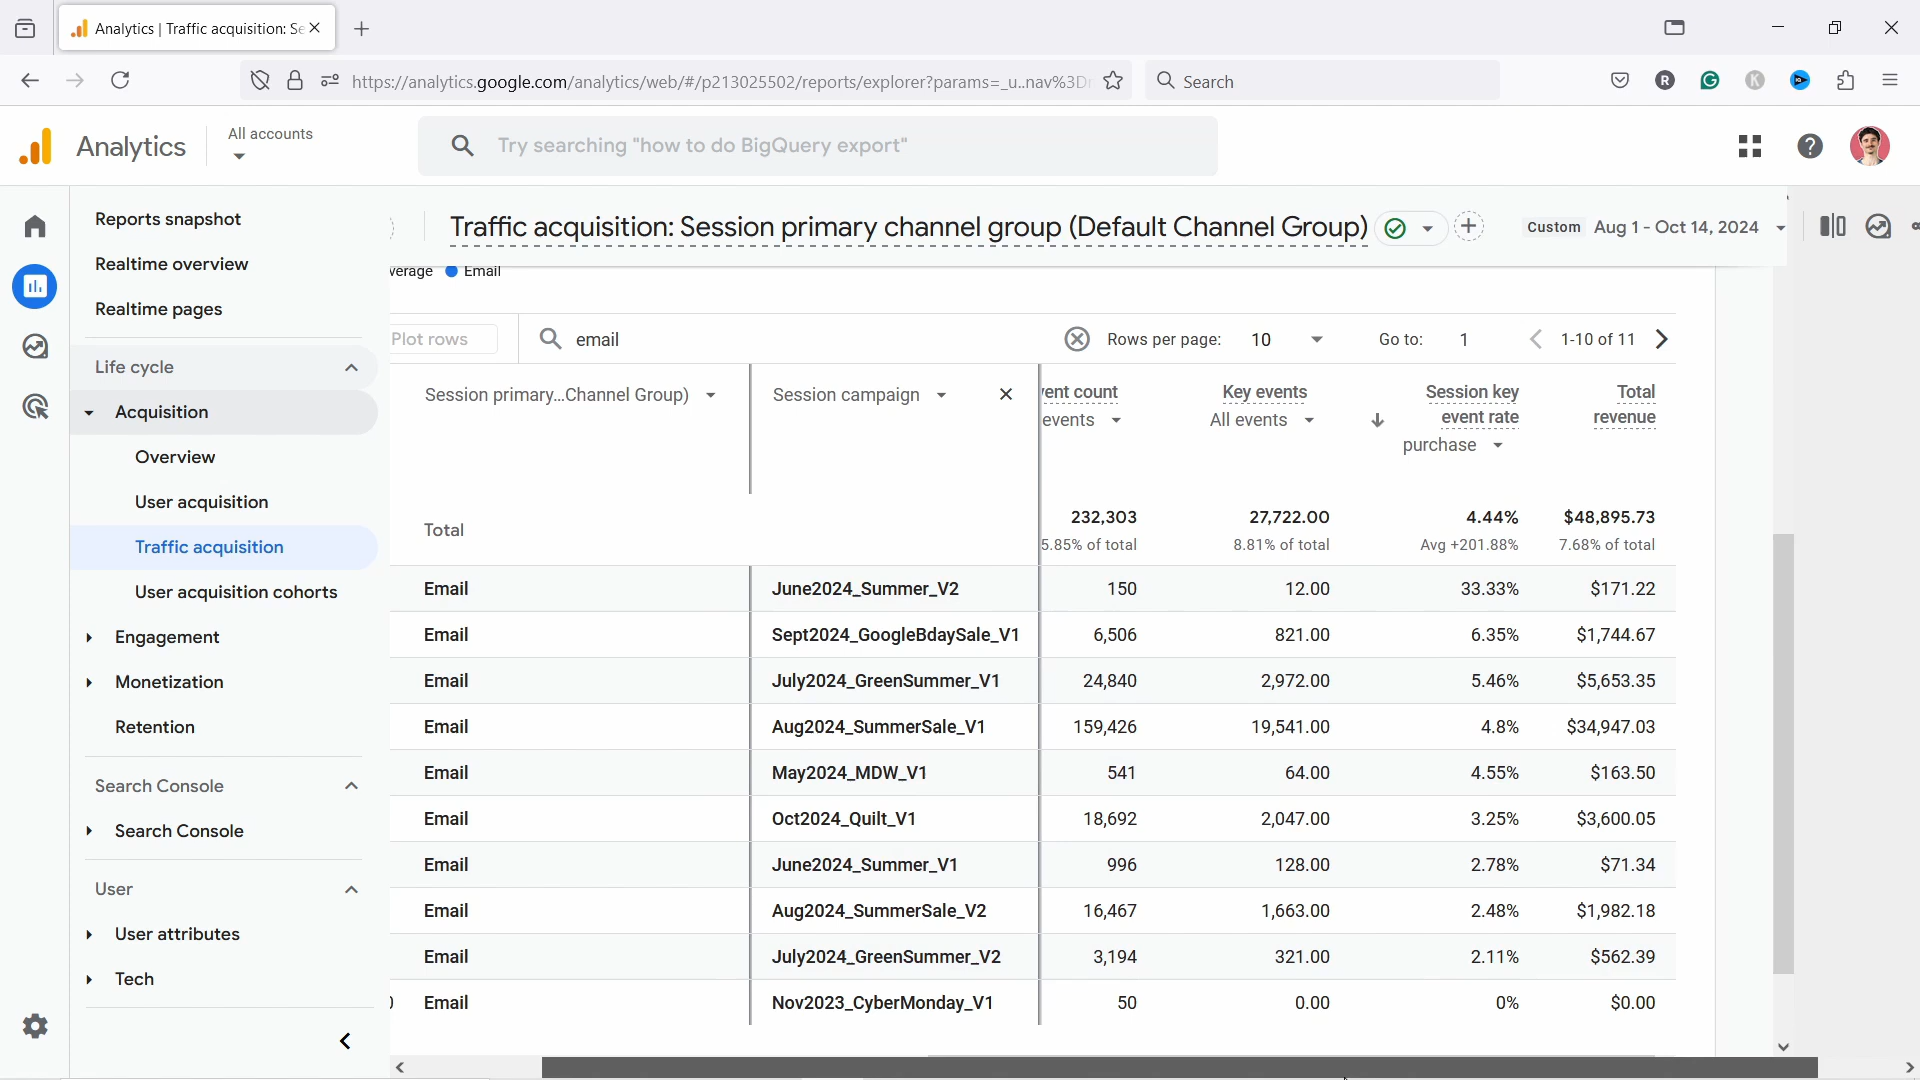 Analytics | Traffic acquisition: Se
https://analytics.google.com/analytics/web/#/p213025502/reports/explorer?params=_u..nav%3D
Search
Analytics
All accounts
Try searching "how to do BigQuery export"
Reports snapshot
Realtime overview
Realtime pages
Life cycle
Acquisition
Overview
User acquisition
Traffic acquisition
User acquisition cohorts
Engagement
Monetization
Retention
Search Console
Search Console
User
User attributes
Tech
Traffic acquisition: Session primary channel group (Default Channel Group)
Custom Aug 1 - Oct 14, 2024
verage Email
Plot rows email Rows per page: 10 Go to: 1 1-10 of 11
Session primary...Channel Group) Session campaign
ent count
events
Key events
All events
Session key
event rate
purchase
Total
revenue
Total 232,303 27,722.00 4.44% $48,895.73
5.85% of total 8.81% of total Avg +201.88% 7.68% of total
Email June2024_Summer_V2 150 12.00 33.33% $171.22
Email Sept2024_GoogleBdaySale_V1 6,506 821.00 6.35% $1,744.67
Email July2024_GreenSummer_V1 24,840 2,972.00 5.46% $5,653.35
Email Aug2024_SummerSale_V1 159,426 19,541.00 4.8% $34,947.03
Email May2024_MDW_V1 541 64.00 4.55% $163.50
Email Oct2024_Quilt_V1 18,692 2,047.00 3.25% $3,600.05
Email June2024_Summer_V1 996 128.00 2.78% $71.34
Email Aug2024_SummerSale_V2 16,467 1,663.00 2.48% $1,982.18
Email July2024_GreenSummer_V2 3,194 321.00 2.11% $562.39
Email Nov2023_CyberMonday_V1 50 0.00 0% $0.00